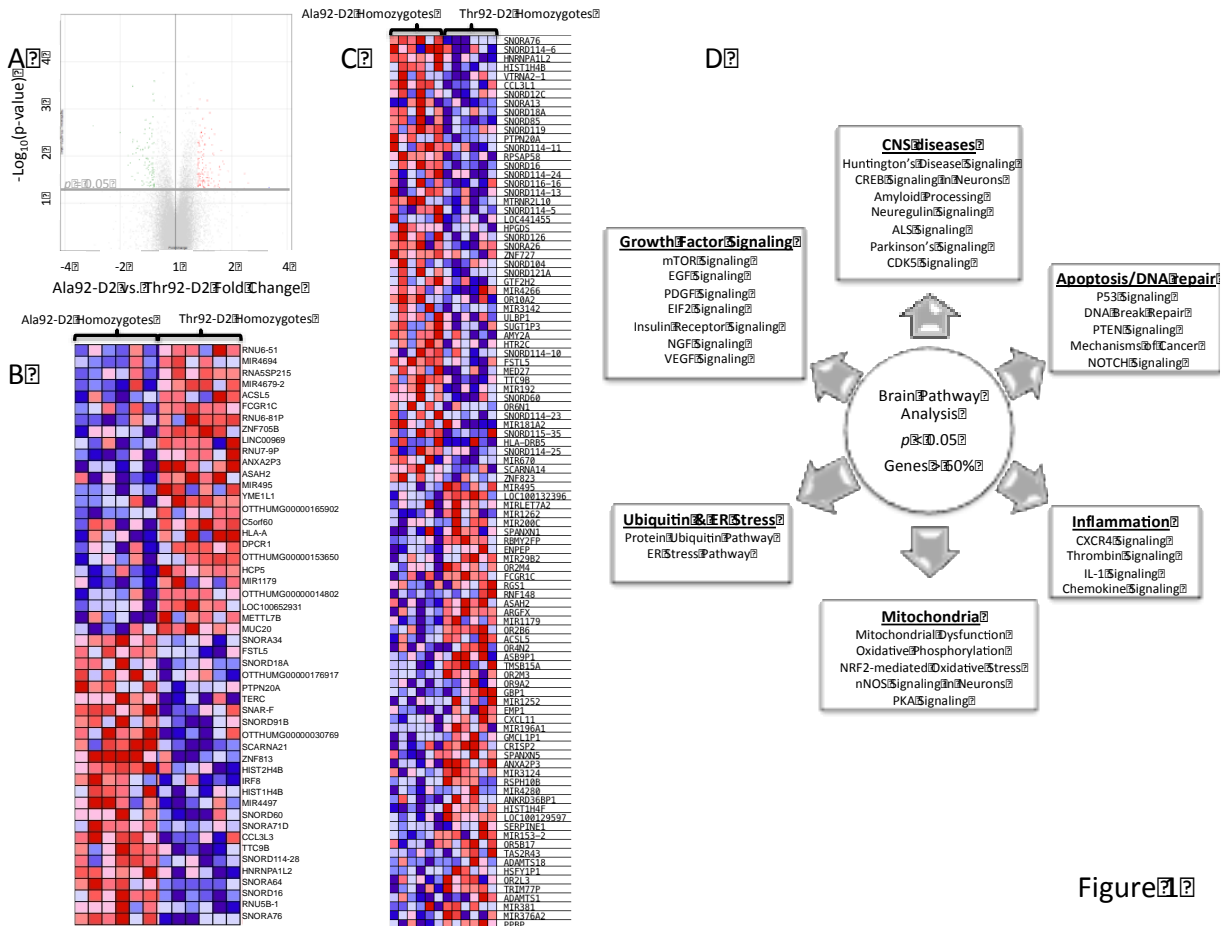 A
-Log10(p-value)
4
3
2
1
p = 0.05
-4 -2 1 2 4
Ala92-D2 vs. Thr92-D2 Fold Change
Ala92-D2 Homozygotes Thr92-D2 Homozygotes
B
RNU6-51
MIR4694
RNA5SP215
MIR4679-2
ACSL5
FCGR1C
RNU6-81P
ZNF705B
LINC00969
RNU7-9P
ANXA2P3
ASAH2
MIR495
YME1L1
OTTHUMG00000165902
C5orf60
HLA-A
DPCR1
OTTHUMG00000153650
HCP5
MIR1179
OTTHUMG00000014802
LOC100652931
METTL7B
MUC20
SNORA34
FSTL5
SNORD18A
OTTHUMG00000176917
PTPN20A
TERC
SNAR-F
SNORD91B
OTTHUMG00000030769
SCARNA21
ZNF813
HIST2H4B
IRF8
HIST1H4B
MIR4497
SNORD60
SNORA71D
CCL3L3
TTC9B
SNORD114-28
HNRNPA1L2
SNORA64
SNORD16
RNU5B-1
SNORA76
Ala92-D2 Homozygotes Thr92-D2 Homozygotes
C
SNORA76
SNORD114-6
HNRNPA1L2
HIST1H4B
VTRNA2-1
CCL3L1
SNORD12C
SNORA13
SNORD18A
SNORD85
SNORD119
PTPN20A
SNORD114-11
RPSAP58
SNORD16
SNORD114-24
SNORD116-16
SNORD114-13
MTRNR2L10
SNORD114-5
LOC441455
HPGDS
SNORD126
SNORA26
ZNF727
SNORD104
SNORD121A
GTF2H2
MIR4266
OR10A2
MIR3142
ULBP1
SUGT1P3
AMY2A
HTR2C
SNORD114-10
FSTL5
MED27
TTC9B
MIR192
SNORD60
OR6N1
SNORD114-23
MIR181A2
SNORD115-35
HLA-DRB5
SNORD114-25
MIR670
SCARNA14
ZNF823
MIR495
LOC100132396
MIRLET7A2
MIR1262
MIR200C
SPANXN1
RBMY2FP
ENPEP
MIR29B2
OR2M4
FCGR1C
RGS1
RNF148
ASAH2
ARGFX
MIR1179
OR2B6
ACSL5
OR4N2
ASB9P1
TMSB15A
OR2M3
OR9A2
GBP1
MIR1252
EMP1
CXCL11
MIR196A1
GMCL1P1
CRISP2
SPANXN5
ANXA2P3
MIR3124
RSPH10B
MIR4280
ANKRD36BP1
HIST1H4F
LOC100129597
SERPINE1
MIR153-2
OR5B17
TAS2R43
ADAMTS18
HSFY1P1
OR2L3
TRIM77P
ADAMTS1
MIR381
MIR376A2
PPBP
D
CNS diseases
Huntington's Disease Signaling
CREB Signaling In Neurons
Amyloid Processing
Neuregulin Signaling
ALS Signaling
Parkinson's Signaling
CDK5 Signaling
Growth Factor Signaling
mTOR Signaling
EGF Signaling
PDGF Signaling
EIF2 Signaling
Insulin Receptor Signaling
NGF Signaling
VEGF Signaling
Apoptosis/DNA repair
P53 Signaling
DNA Break Repair
PTEN Signaling
Mechanisms of Cancer
NOTCH Signaling
Brain Pathway
Analysis
p < 0.05
Genes > 60%
Ubiquitin & ER Stress
Protein Ubiquitin Pathway
ER Stress Pathway
Inflammation
CXCR4 Signaling
Thrombin Signaling
IL-1 Signaling
Chemokine Signaling
Mitochondria
Mitochondrial Dysfunction
Oxidative Phosphorylation
NRF2-mediated Oxidative Stress
nNOS Signaling In Neurons
PKA Signaling
Figure 1